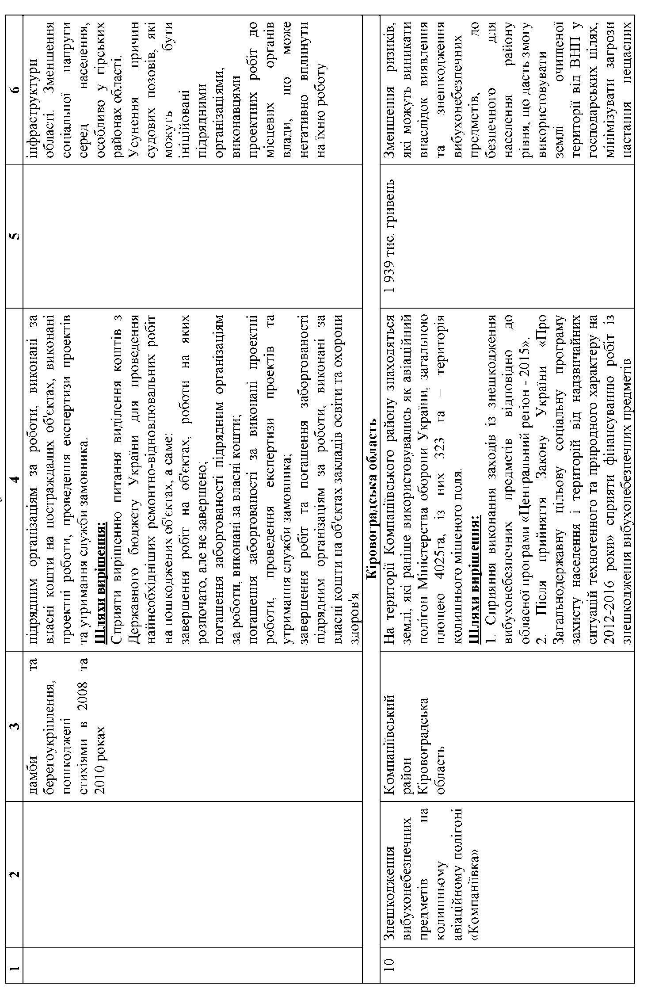 1
2
3
4
5
6
дамби та
берегоукріплення,
пошкоджені
стихіями в 2008 та
2010 роках
підрядним організаціям за роботи, виконані за
власні кошти на постраждалих об'єктах, виконані
проектні роботи, проведення експертизи проектів
та утримання служби замовника.
Шляхи вирішення:
Сприяти вирішенню питання виділення коштів з
Державного бюджету України для проведення
найнеобхідніших ремонтно-відновлювальних робіт
на пошкоджених об'єктах, а саме:
завершення робіт на об'єктах, роботи на яких
розпочато, але не завершено;
погашення заборгованості підрядним організаціям
за роботи, виконані за власні кошти;
погашення заборгованості за виконані проектні
роботи, проведення експертизи проектів та
утримання служби замовника;
завершення робіт та погашення заборгованості
підрядним організаціям за роботи, виконані за
власні кошти на об'єктах закладів освіти та охорони
здоров'я
інфраструктури
області. Зменшення
соціальної напруги
серед населення,
особливо у гірських
районах області.
Усунення причин
судових позовів, які
можуть бути
ініційовані
підрядними
організаціями,
виконавцями
проектних робіт до
місцевих органів
влади, що може
негативно вплинути
на їхню роботу
Кіровоградська область
10
Знешкодження
вибухонебезпечних
предметів на
колишньому
авіаційному полігоні
«Компаніївка»
Компаніївський
район
Кіровоградська
область
На території Компаніївського району знаходяться
землі, які раніше використовувались як авіаційний
полігон Міністерства оборони України, загальною
площею 4025га, із них 323 га – територія
колишнього мішеного поля.
Шляхи вирішення:
1. Сприяння виконання заходів із знешкодження
вибухонебезпечних предметів відповідно до
обласної програми «Центральний регіон - 2015».
2. Після прийняття Закону України «Про
Загальнодержавну цільову соціальну програму
захисту населення і територій від надзвичайних
ситуацій техногенного та природного характеру на
2012-2016 роки» сприяти фінансуванню робіт із
знешкодження вибухонебезпечних предметів
1 939 тис. гривень
Зменшення ризиків,
які можуть виникати
внаслідок виявлення
та знешкодження
вибухонебезпечних
предметів, до
безпечного для
населення району
рівня, що дасть змогу
використовувати
землі очищеної
території від ВНП у
господарських цілях,
мінімізувати загрози
настання нещасних